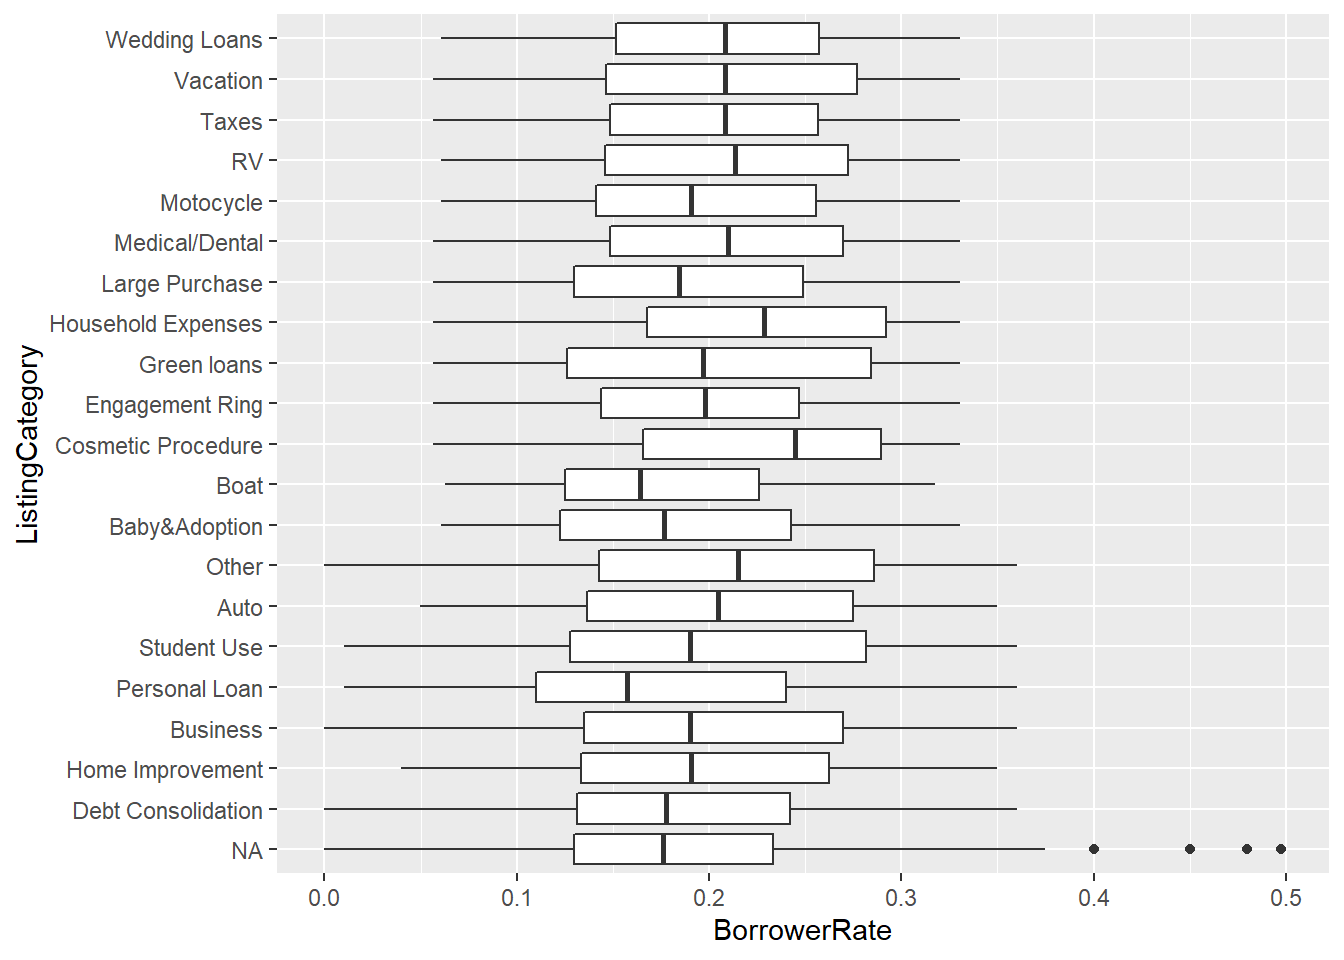 Wedding Loans
Vacation
Taxes
RV
Motocycle
Medical/Dental
Large Purchase
Household Expenses
Green loans
Engagement Ring
Cosmetic Procedure
Boat
Baby&Adoption
Other
Auto
Student Use
Personal Loan
Business
Home Improvement
Debt Consolidation
NA
ListingCategory
0.0 0.1 0.2 0.3 0.4 0.5
BorrowerRate